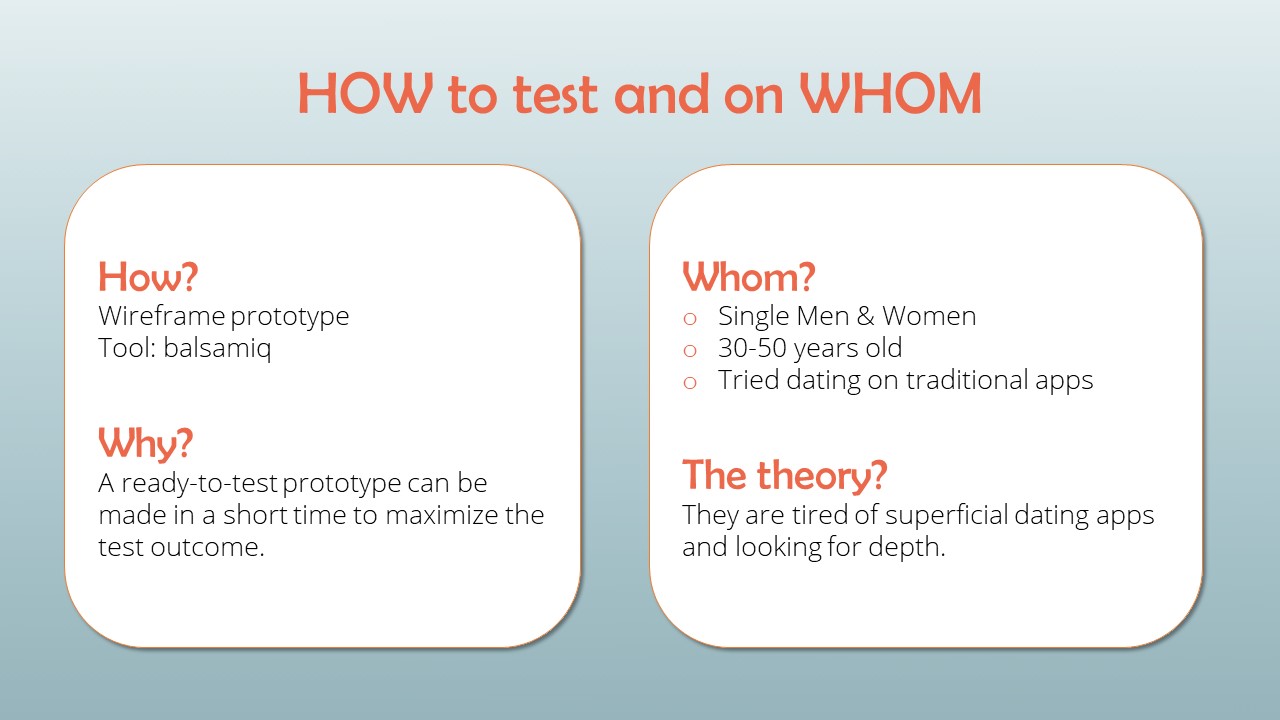 HOW to test and on WHOM
How?
Wireframe prototype
Tool: balsamiq
Why?
A ready-to-test prototype can be
made in a short time to maximize the
test outcome.
Whom?
o Single Men & Women
o 30-50 years old
o Tried dating on traditional apps
The theory?
They are tired of superficial dating apps
and looking for depth.